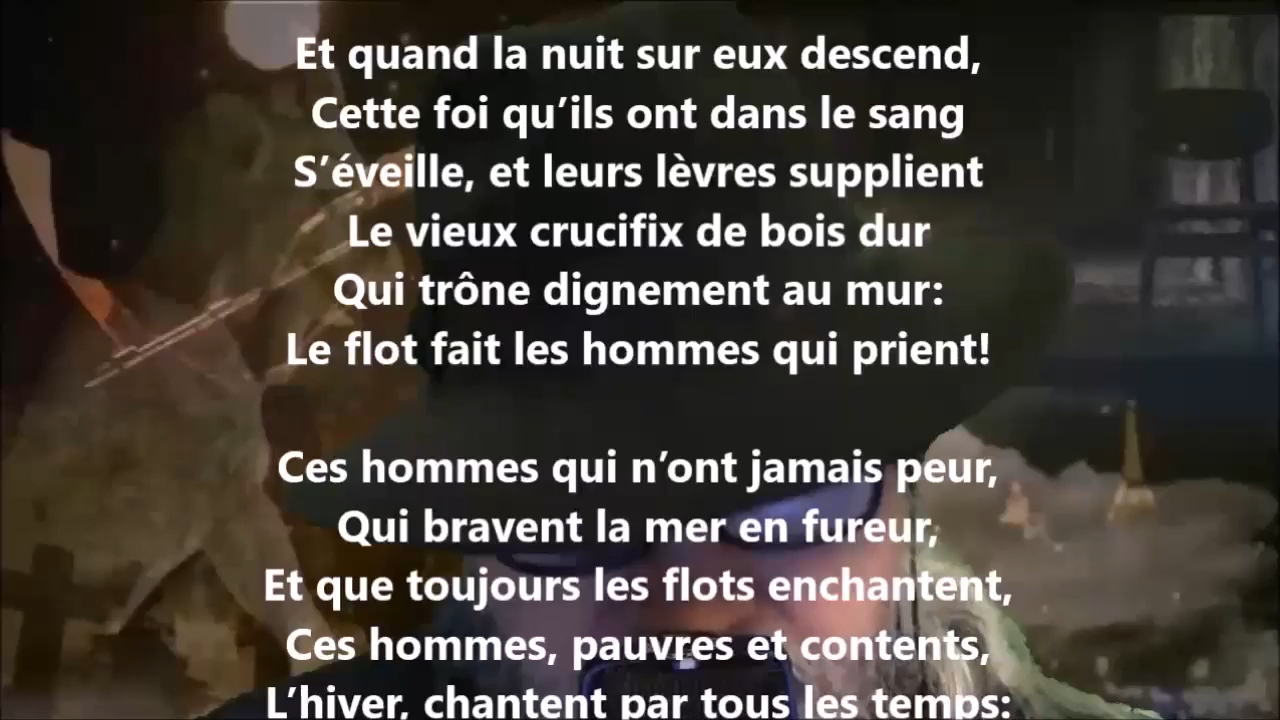 Et quand la nuit sur eux descend,
Cette foi qu’ils ont dans le sang
S’éveille, et leurs lèvres supplient
Le vieux crucifix de bois dur
Qui trône dignement au mur:
Le flot fait les hommes qui prient!
Ces hommes qui n’ont jamais peur,
Qui bravent la mer en fureur,
Et que toujours les flots enchantent,
Ces hommes, pauvres et contents,
L’hiver, chantent par tous les temps: